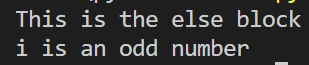 This is the else block
i is an odd number